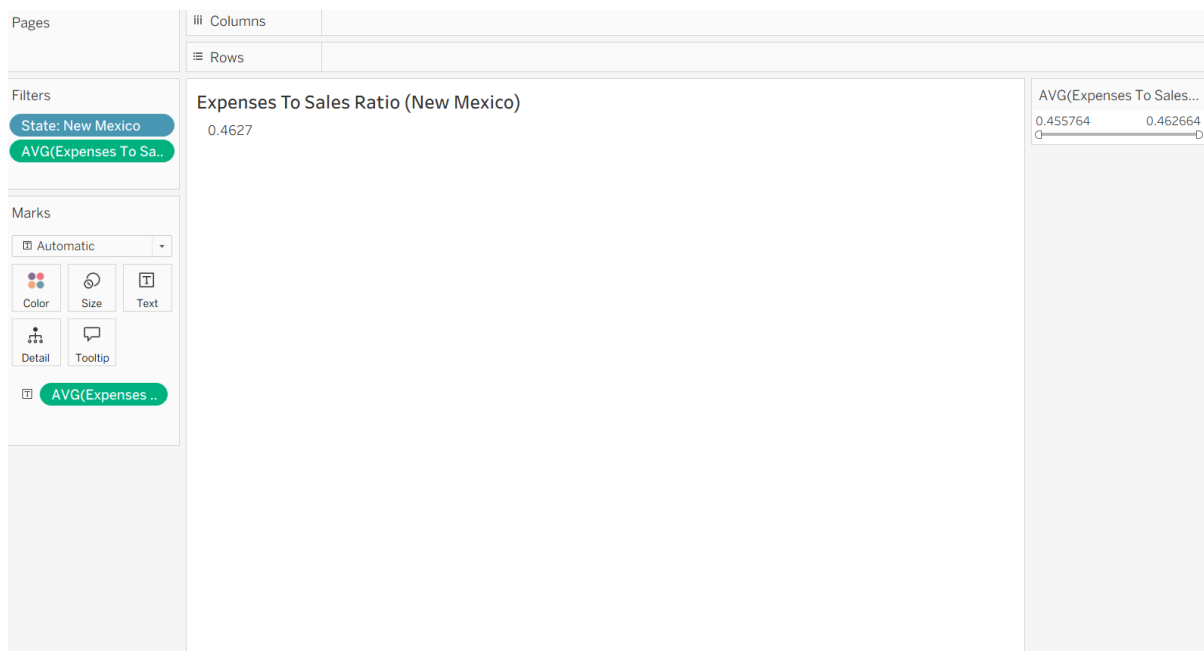 Pages
Columns
Rows
Filters
State: New Mexico
AVG(Expenses To Sa..
Marks
Automatic
Color Size Text
Detail Tooltip
AVG(Expenses ..
Expenses To Sales Ratio (New Mexico)
0.4627
AVG(Expenses To Sales...
0.455764 0.462664